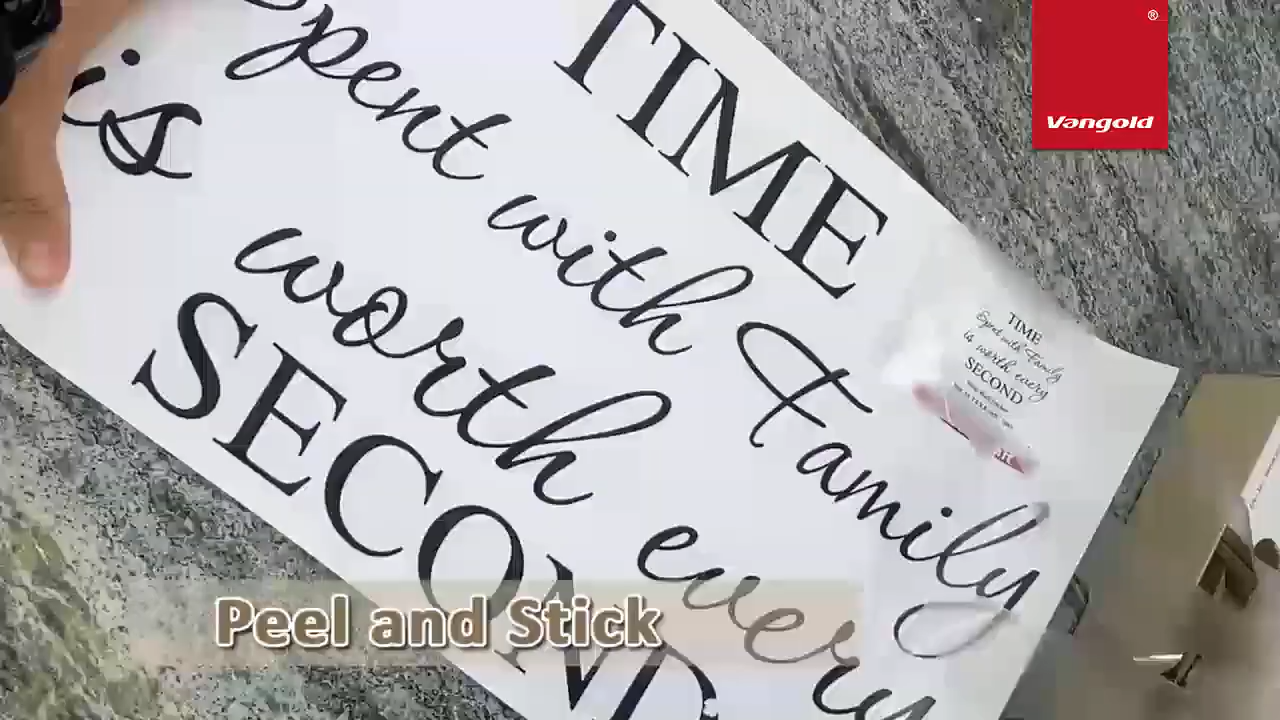 TIME
Spent with Family
is worth every
SECOND
TIME
Spent with Family
is worth every
SECOND
®
Vangold
Peel and Stick